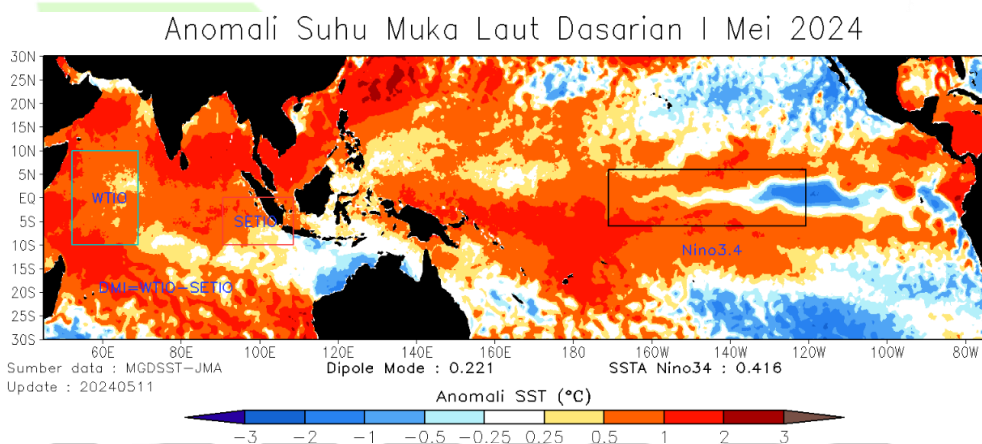 Anomali Suhu Muka Laut Dasarian I Mei 2024
30N
25N
20N
15N
10N
5N
EQ
5S
10S
15S
20S
25S
30S
WTIO
SETIO
Nino3.4
DMI=WTIO-SETIO
60E 80E 100E 120E 140E 160E 180 160W 140W 120W 100W 80W
Sumber data : MGDSST-JMA Dipole Mode : 0.221 SSTA Nino34 : 0.416
Update : 20240511
Anomali SST (°C)
-3 -2 -1 -0.5 -0.25 0.25 0.5 1 2 3